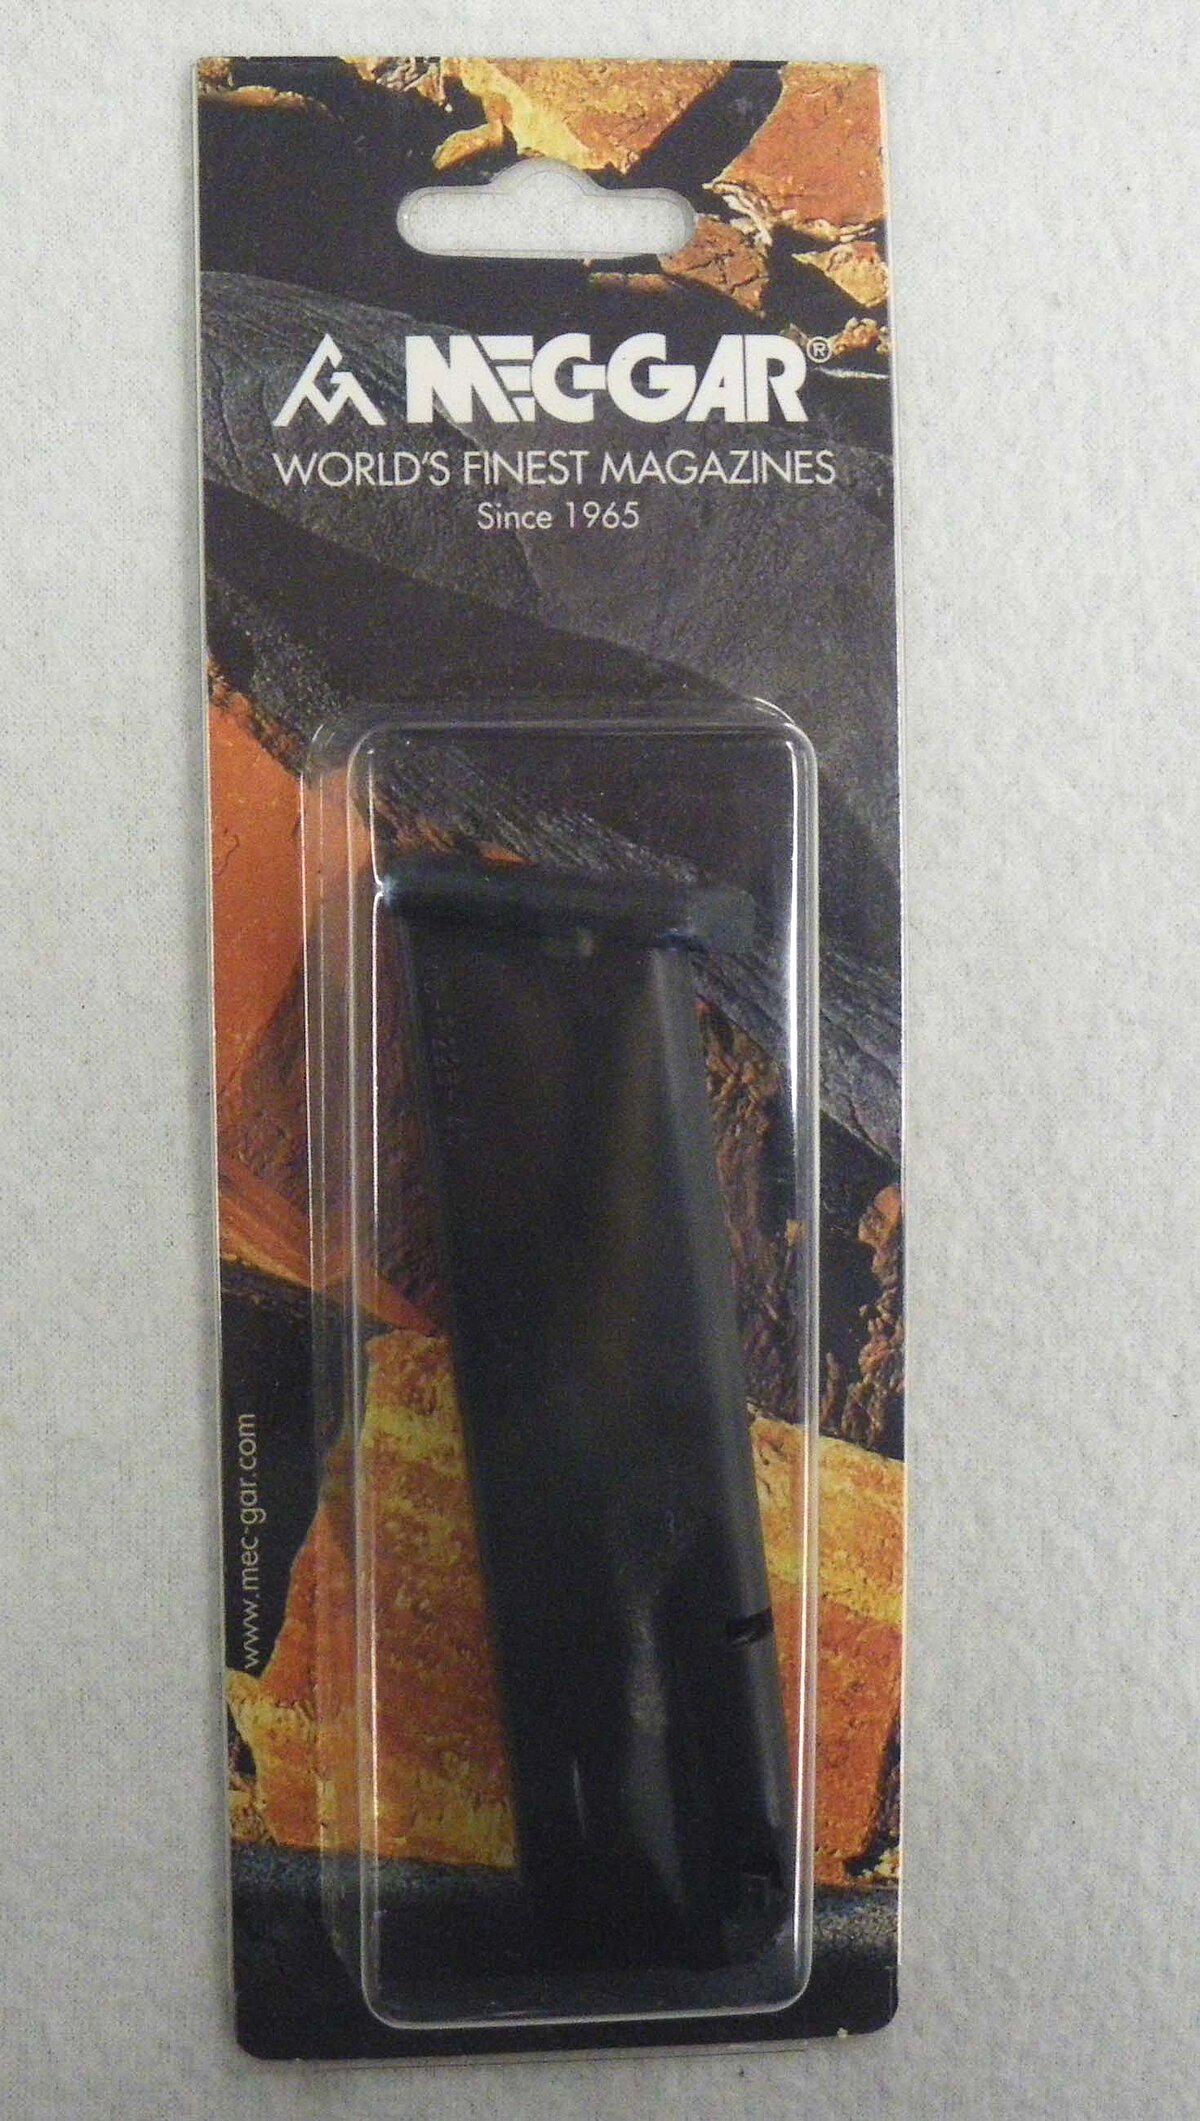 MEC-GAR®
WORLD'S FINEST MAGAZINES
Since 1965
www.mec-gar.com